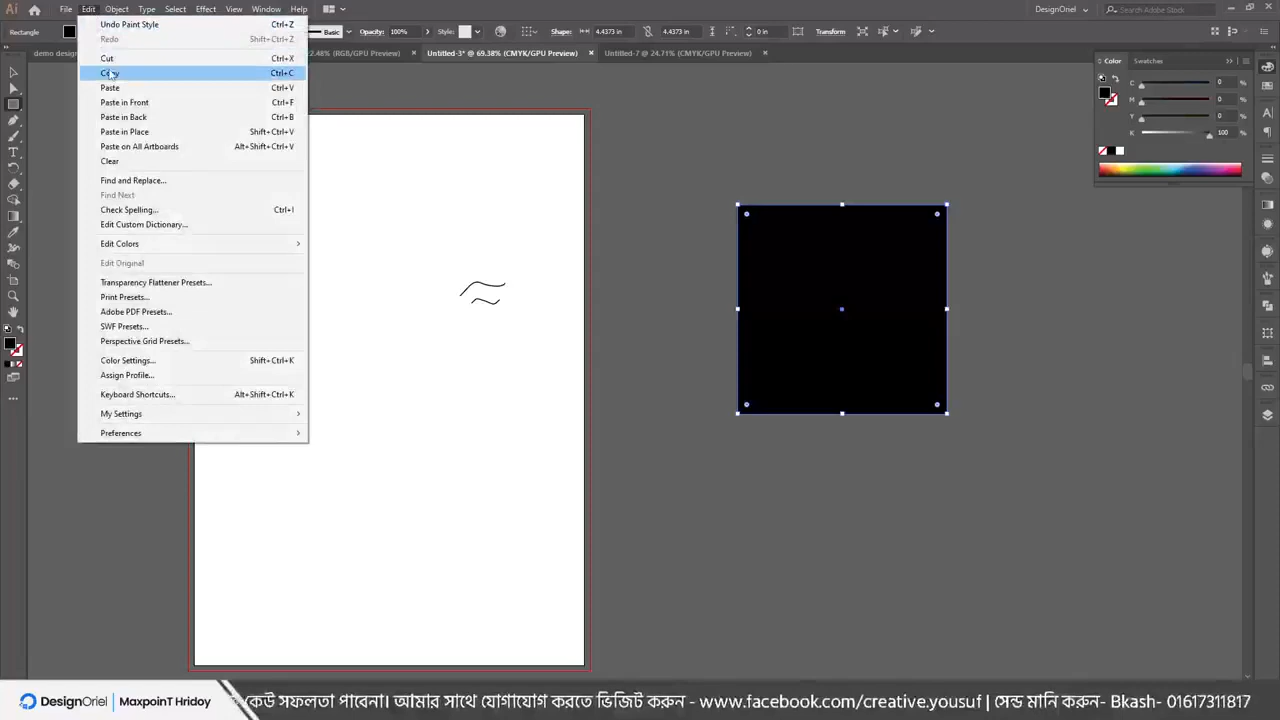 Ai File Edit Object Type Select Effect View Window Help DesignOriel Search Adobe Stock
Rectangle Basic Opacity: 100% Style: Shape: 4.4373 in 4.4373 in 0 in Transform
demo design 2.48% (RGB/GPU Preview) × Untitled-3* @ 69.38% (CMYK/GPU Preview) × Untitled-7 @ 24.71% (CMYK/GPU Preview) ×
Undo Paint Style Ctrl+Z
Redo Shift+Ctrl+Z
Cut Ctrl+X
Copy Ctrl+C
Paste Ctrl+V
Paste in Front Ctrl+F
Paste in Back Ctrl+B
Paste in Place Shift+Ctrl+V
Paste on All Artboards Alt+Shift+Ctrl+V
Clear
Find and Replace...
Find Next
Check Spelling... Ctrl+I
Edit Custom Dictionary...
Edit Colors
Edit Original
Transparency Flattener Presets...
Print Presets...
Adobe PDF Presets...
SWF Presets...
Perspective Grid Presets...
Color Settings... Shift+Ctrl+K
Assign Profile...
Keyboard Shortcuts... Alt+Shift+Ctrl+K
My Settings
Preferences
Color Swatches
C 0 %
M 0 %
Y 0 %
K 100 %
DesignOriel MaxpoinT Hridoy কেউ সফলতা পাবেনা। আমার সাথে যোগাযোগ করতে ভিজিট করুন - www.facebook.com/creative.yousuf | সেন্ড মানি করুন- Bkash- 01617311817